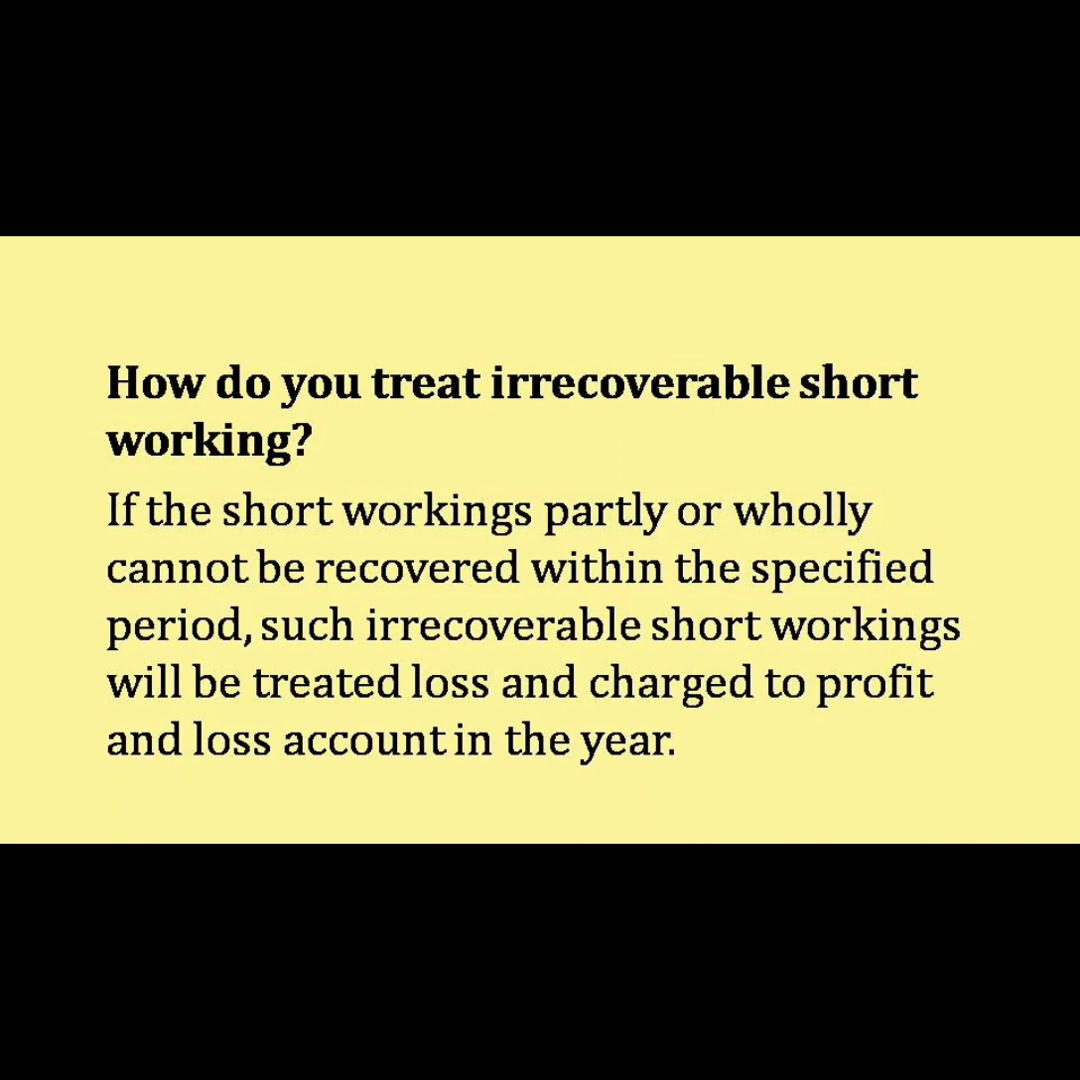 How do you treat irrecoverable short
working?
If the short workings partly or wholly
cannot be recovered within the specified
period, such irrecoverable short workings
will be treated loss and charged to profit
and loss account in the year.